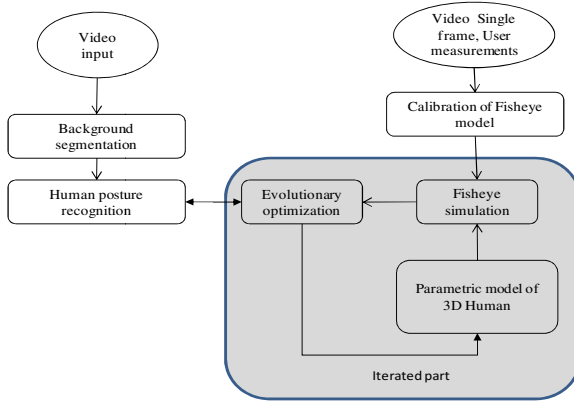 Video
input
Video Single
frame, User
measurements
Background
segmentation
Calibration of Fisheye
model
Human posture
recognition
Evolutionary
optimization
Fisheye
simulation
Parametric model of
3D Human
Iterated part